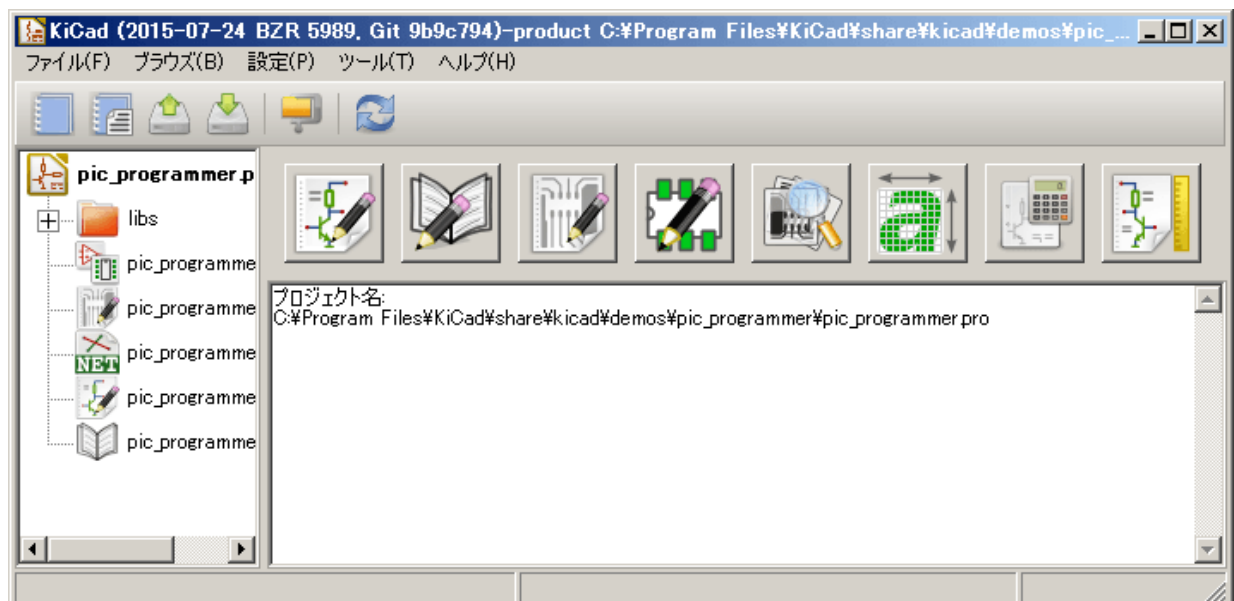 KiCad (2015-07-24 BZR 5989, Git 9b9c794)-product C:¥Program Files¥KiCad¥share¥kicad¥demos¥pic_...
ファイル(F) ブラウズ(B) 設定(P) ツール(T) ヘルプ(H)
pic_programmer.p
libs
pic_programme
pic_programme
NET
pic_programme
pic_programme
pic_programme
a
プロジェクト名:
C:¥Program Files¥KiCad¥share¥kicad¥demos¥pic_programmer¥pic_programmer.pro